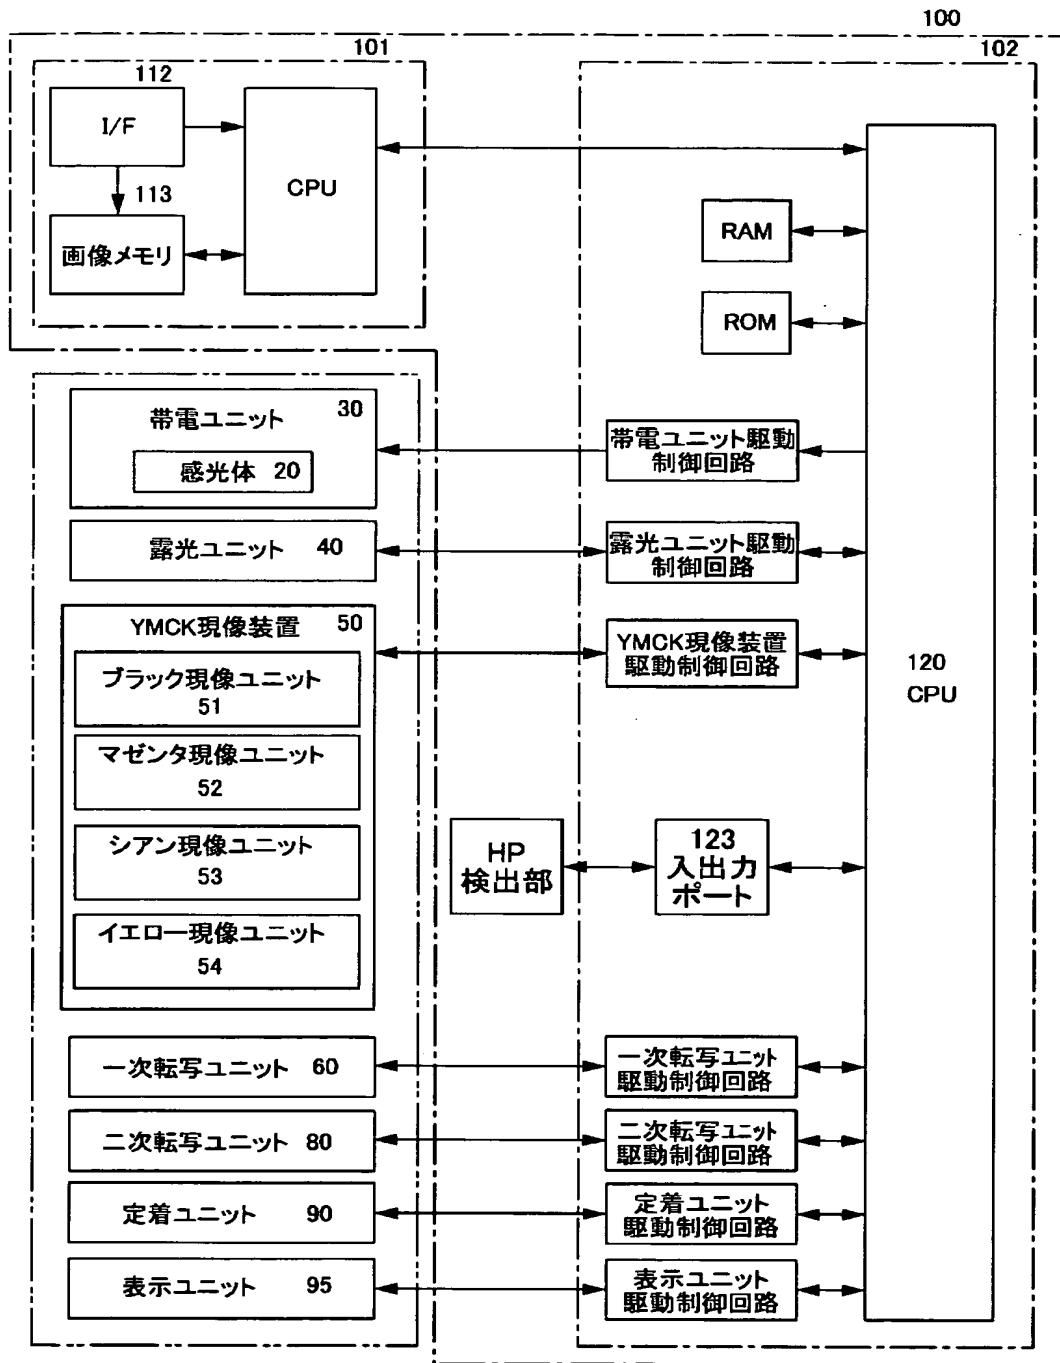 100
101
102
112
I/F
CPU
113
画像メモリ
RAM
ROM
帯電ユニット 30
感光体 20
帯電ユニット駆動
制御回路
露光ユニット 40
露光ユニット駆動
制御回路
YMCK現像装置 50
YMCK現像装置
駆動制御回路
120
CPU
ブラック現像ユニット
51
マゼンタ現像ユニット
52
シアン現像ユニット
53
イエロー現像ユニット
54
HP
検出部
123
入出力
ポート
一次転写ユニット 60
一次転写ユニット
駆動制御回路
二次転写ユニット 80
二次転写ユニット
駆動制御回路
定着ユニット 90
定着ユニット
駆動制御回路
表示ユニット 95
表示ユニット
駆動制御回路